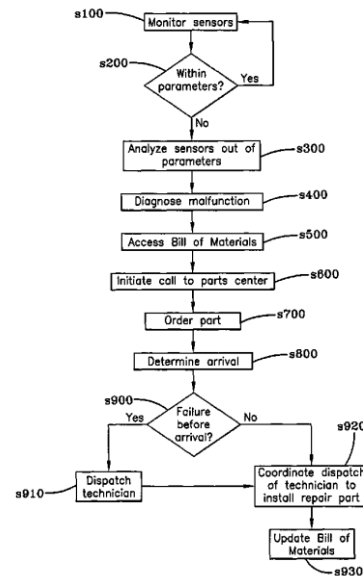 s100
Monitor sensors
s200
Within
parameters?
Yes
No
Analyze sensors out of
parameters
s300
Diagnose malfunction
s400
Access Bill of Materials
s500
Initiate call to parts center
s600
Order part
s700
Determine arrival
s800
s900
Failure
before
arrival?
Yes
No
s920
s910
Dispatch
technician
Coordinate dispatch
of technician to
install repair part
Update Bill of
Materials
s930